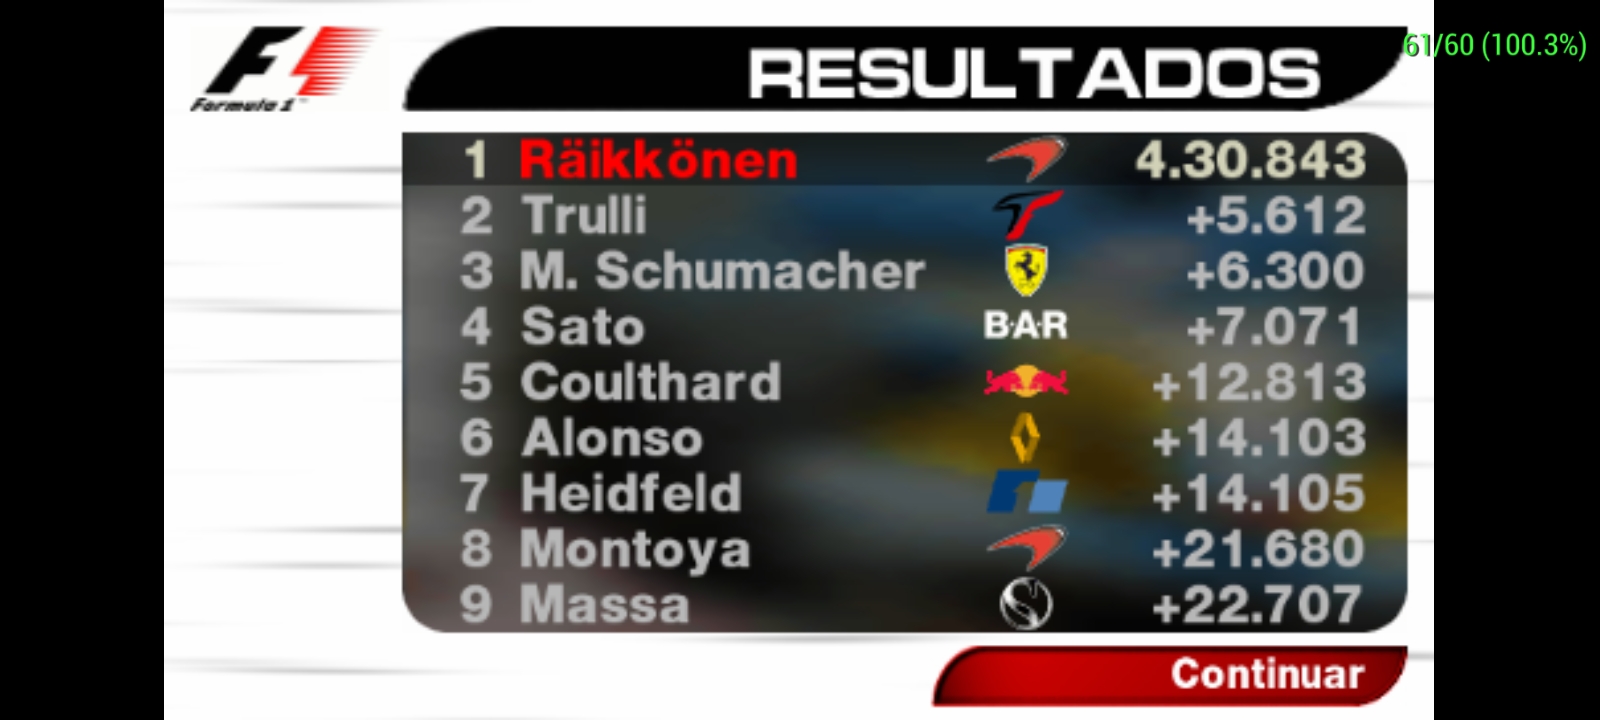 F1
Formula 1™
RESULTADOS
61/60 (100.3%)
1 Räikkönen 4.30.843
2 Trulli +5.612
3 M. Schumacher +6.300
4 Sato B·A·R +7.071
5 Coulthard +12.813
6 Alonso +14.103
7 Heidfeld +14.105
8 Montoya +21.680
9 Massa +22.707
Continuar